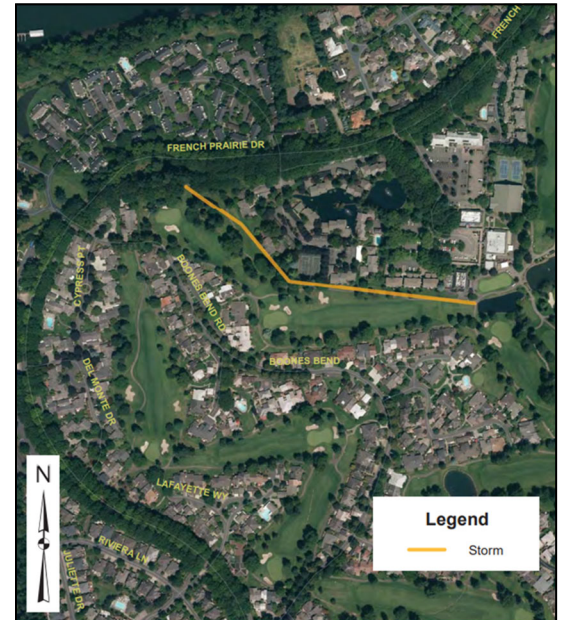 FRENCH
FRENCH PRAIRIE DR
CYPRESS PT
BOONES BEND RD
BOONES BEND
DEL MONTE DR
LAFAYETTE WY
RIVIERA LN
JULIETTE DR
N
Legend
Storm